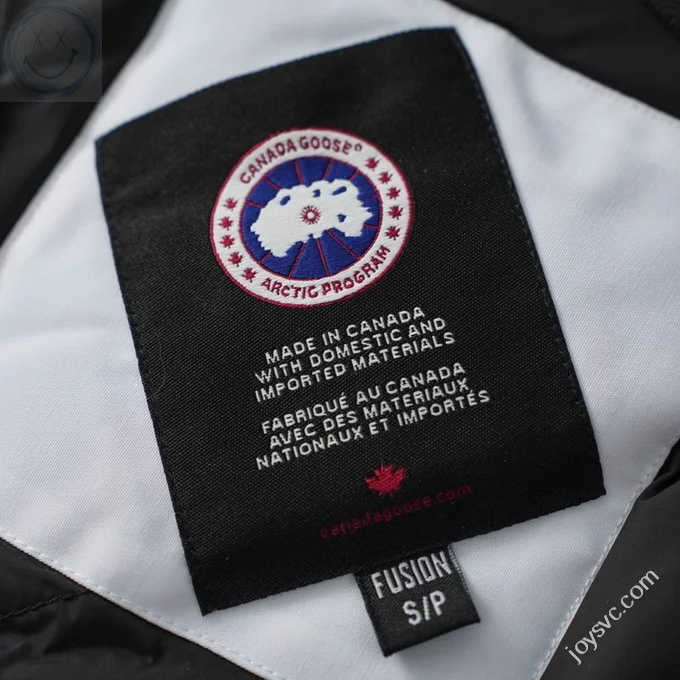 CANADA GOOSE®
ARCTIC PROGRAM
MADE IN CANADA
WITH DOMESTIC AND
IMPORTED MATERIALS
FABRIQUÉ AU CANADA
AVEC DES MATERIAUX
NATIONAUX ET IMPORTÉS
canadagoose.com
FUSION
S/P
joysvc.com